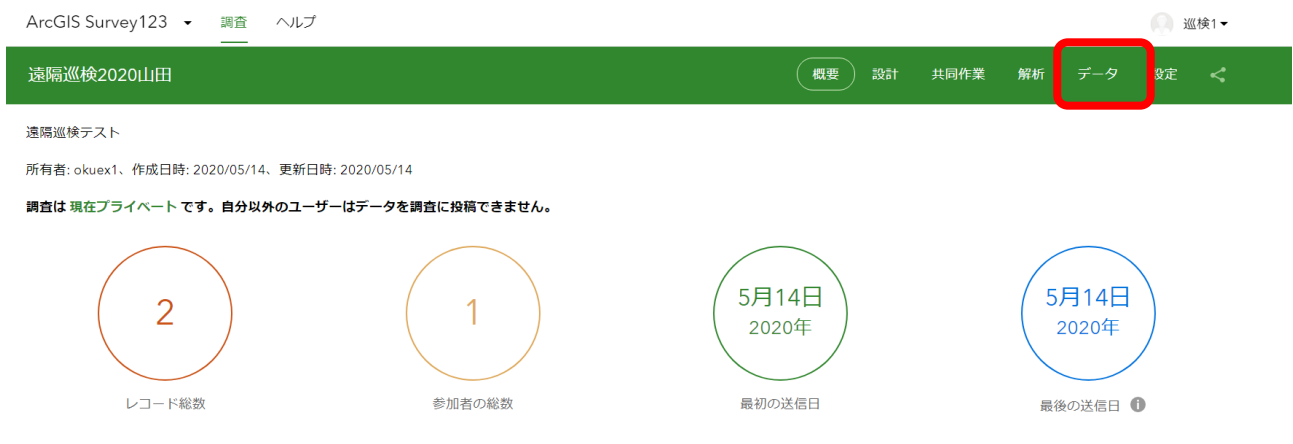 ArcGIS Survey123 調査 ヘルプ 巡検1
遠隔巡検2020山田 概要 設計 共同作業 解析 データ 設定
遠隔巡検テスト
所有者: okuex1、作成日時: 2020/05/14、更新日時: 2020/05/14
調査は 現在プライベート です。自分以外のユーザーはデータを調査に投稿できません。
2 1 5月14日 5月14日
2020年 2020年
レコード総数 参加者の総数 最初の送信日 最後の送信日